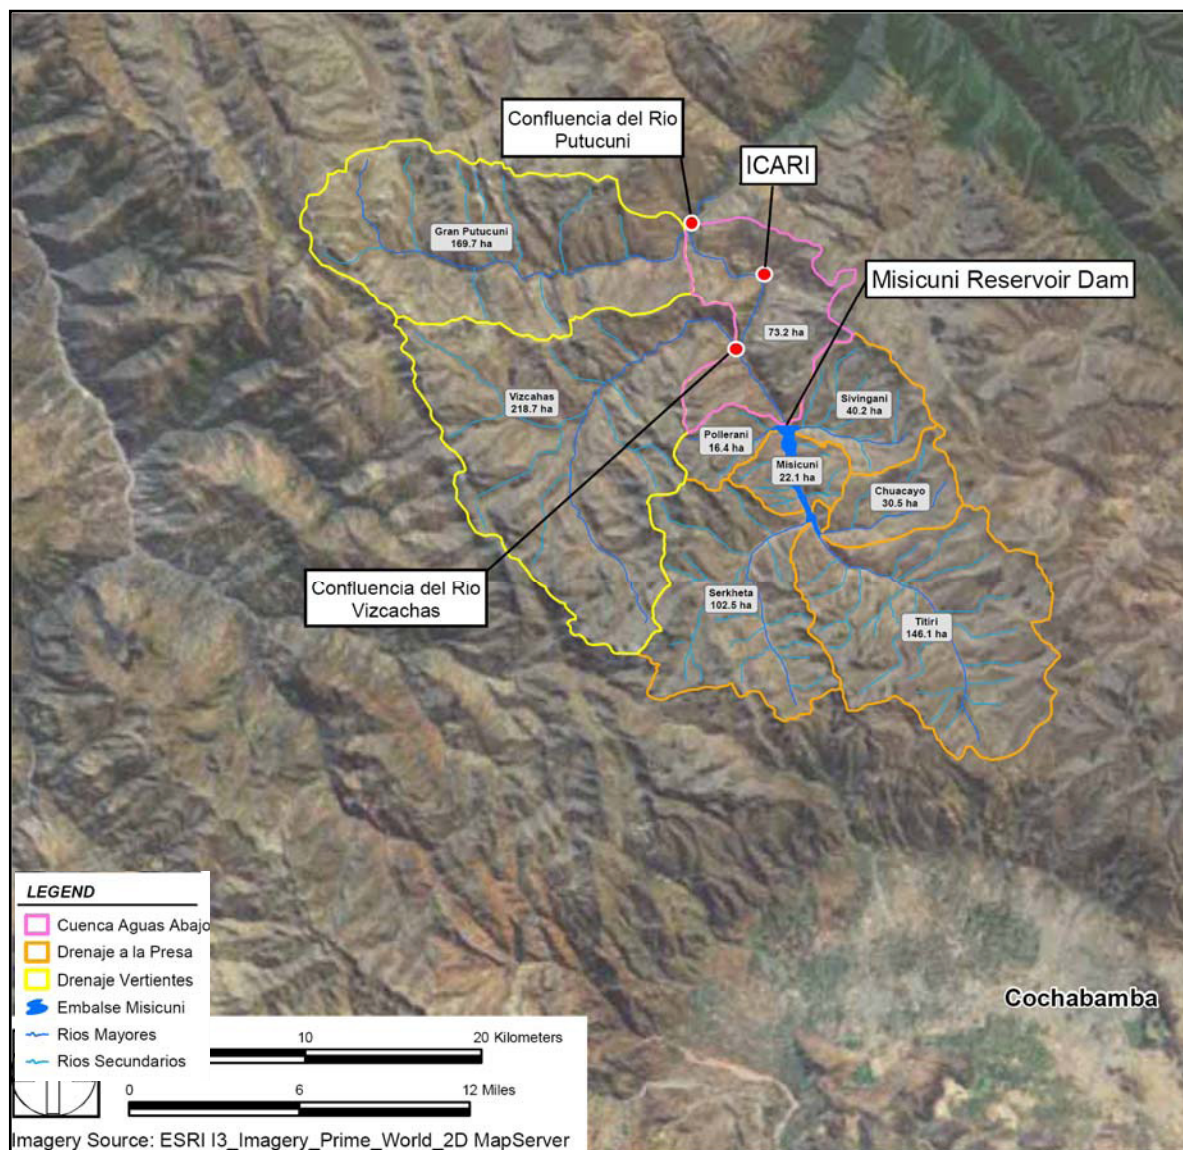 Confluencia del Rio
Putucuni
ICARI
Gran Putucuni
169.7 ha
Misicuni Reservoir Dam
73.2 ha
Vizcahas
218.7 ha
Sivingani
40.2 ha
Pollerani
16.4 ha
Misicuni
22.1 ha
Chuacayo
30.5 ha
Confluencia del Rio
Vizcachas
Serkheta
102.5 ha
Titiri
146.1 ha
LEGEND
Cuenca Aguas Abajo
Drenaje a la Presa
Drenaje Vertientes
Embalse Misicuni
Rios Mayores
Rios Secundarios
Cochabamba
10
20 Kilometers
0
6
12 Miles
Imagery Source: ESRI I3_Imagery_Prime_World_2D MapServer